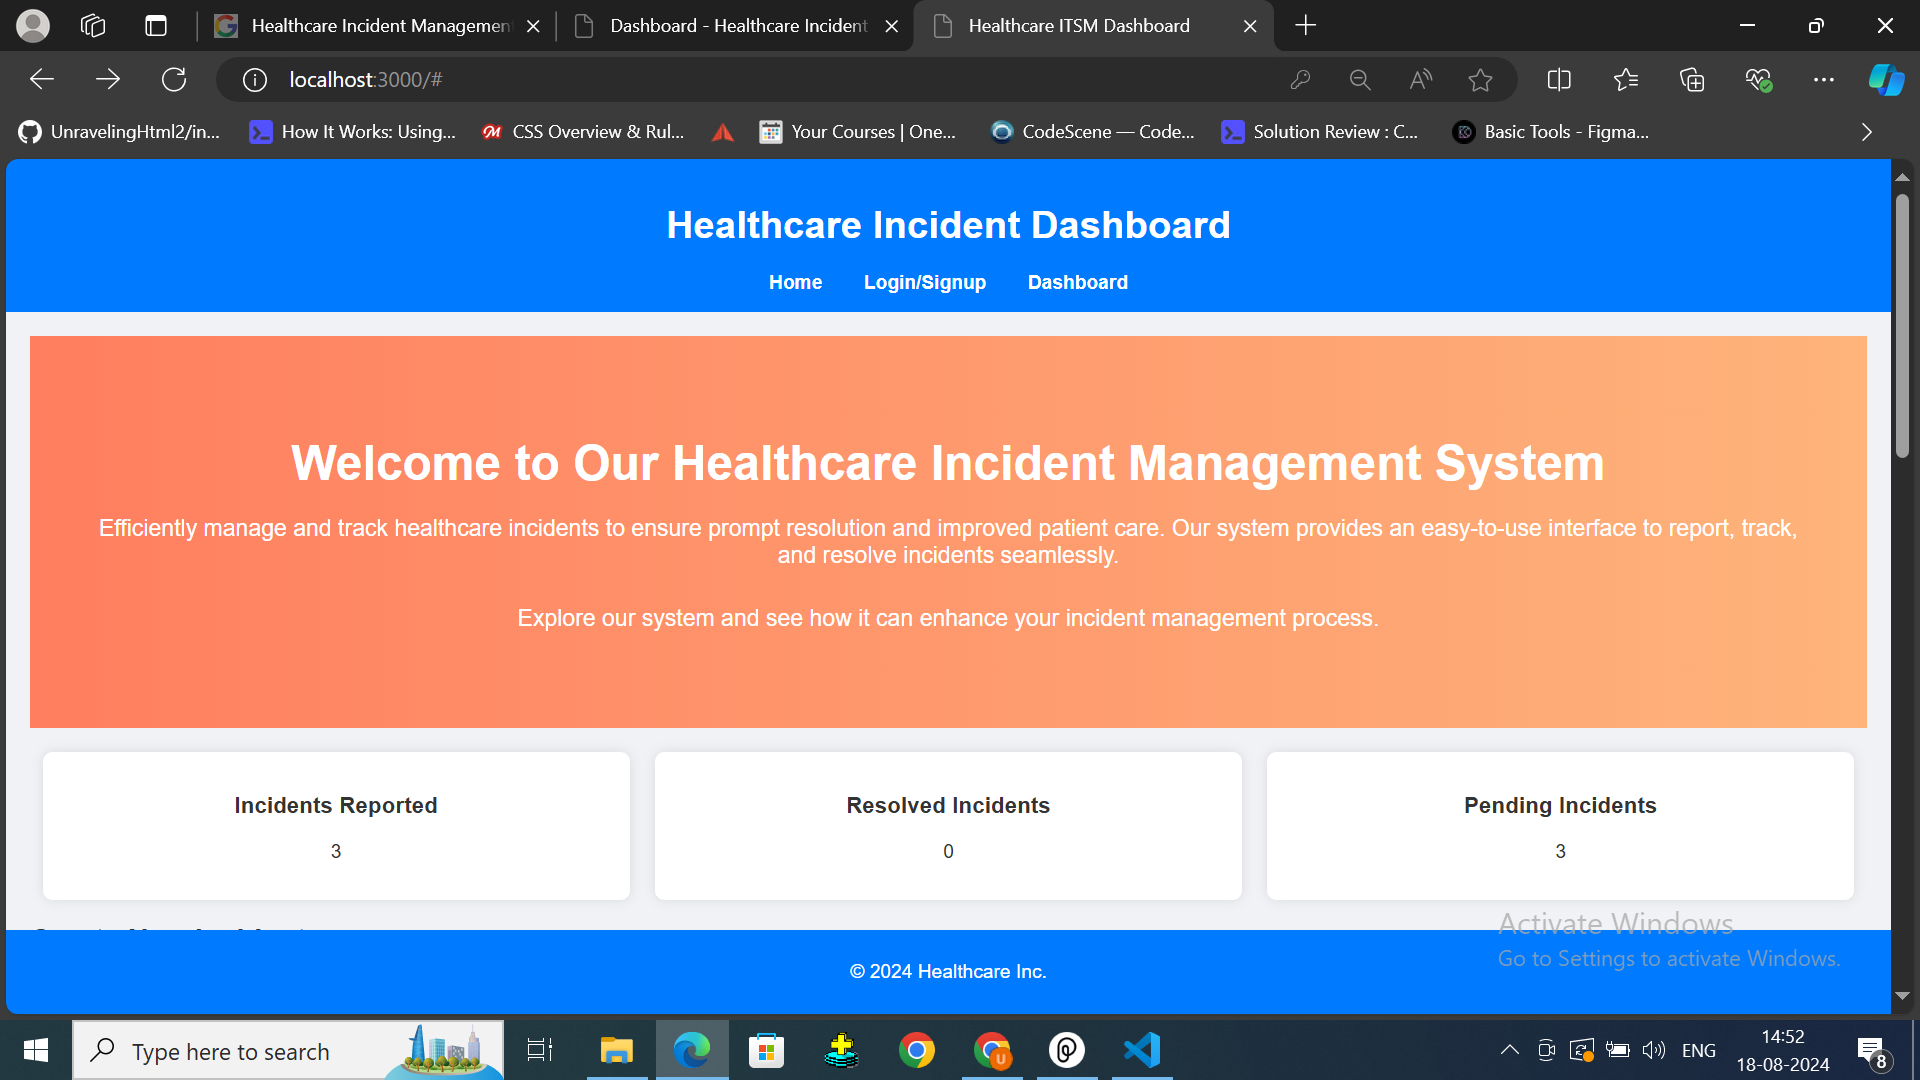 Healthcare Incident Managemen
Dashboard - Healthcare Incident
Healthcare ITSM Dashboard
localhost:3000/#
UnravelingHtml2/in...
How It Works: Using...
CSS Overview & Rul...
Your Courses | One...
CodeScene — Code...
Solution Review : C...
Basic Tools - Figma...
Healthcare Incident Dashboard
Home Login/Signup Dashboard
Welcome to Our Healthcare Incident Management System
Efficiently manage and track healthcare incidents to ensure prompt resolution and improved patient care. Our system provides an easy-to-use interface to report, track,
and resolve incidents seamlessly.
Explore our system and see how it can enhance your incident management process.
Incidents Reported
3
Resolved Incidents
0
Pending Incidents
3
Activate Windows
Go to Settings to activate Windows.
© 2024 Healthcare Inc.
Type here to search
ENG
14:52
18-08-2024
8